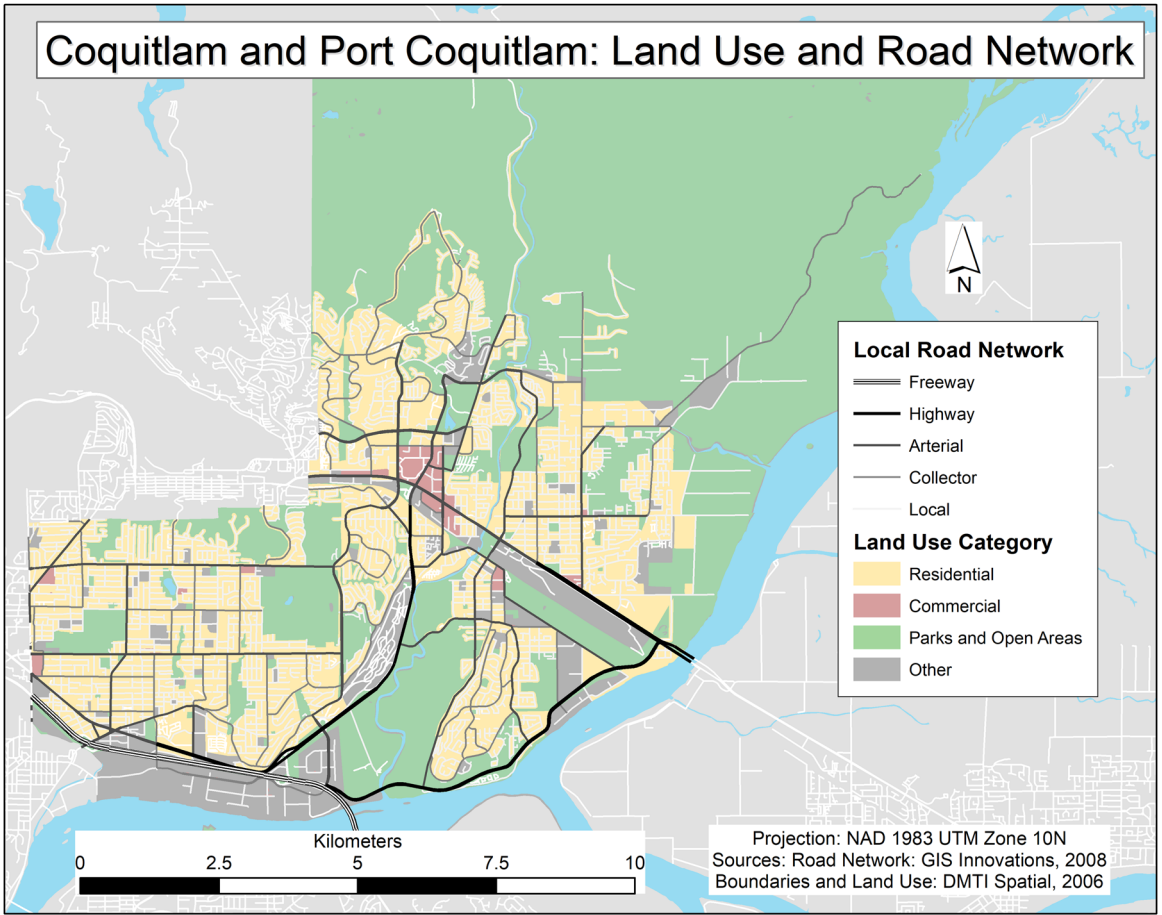 Coquitlam and Port Coquitlam: Land Use and Road Network
N
Local Road Network
Freeway
Highway
Arterial
Collector
Local
Land Use Category
Residential
Commercial
Parks and Open Areas
Other
Kilometers
0 2.5 5 7.5 10
Projection: NAD 1983 UTM Zone 10N
Sources: Road Network: GIS Innovations, 2008
Boundaries and Land Use: DMTI Spatial, 2006